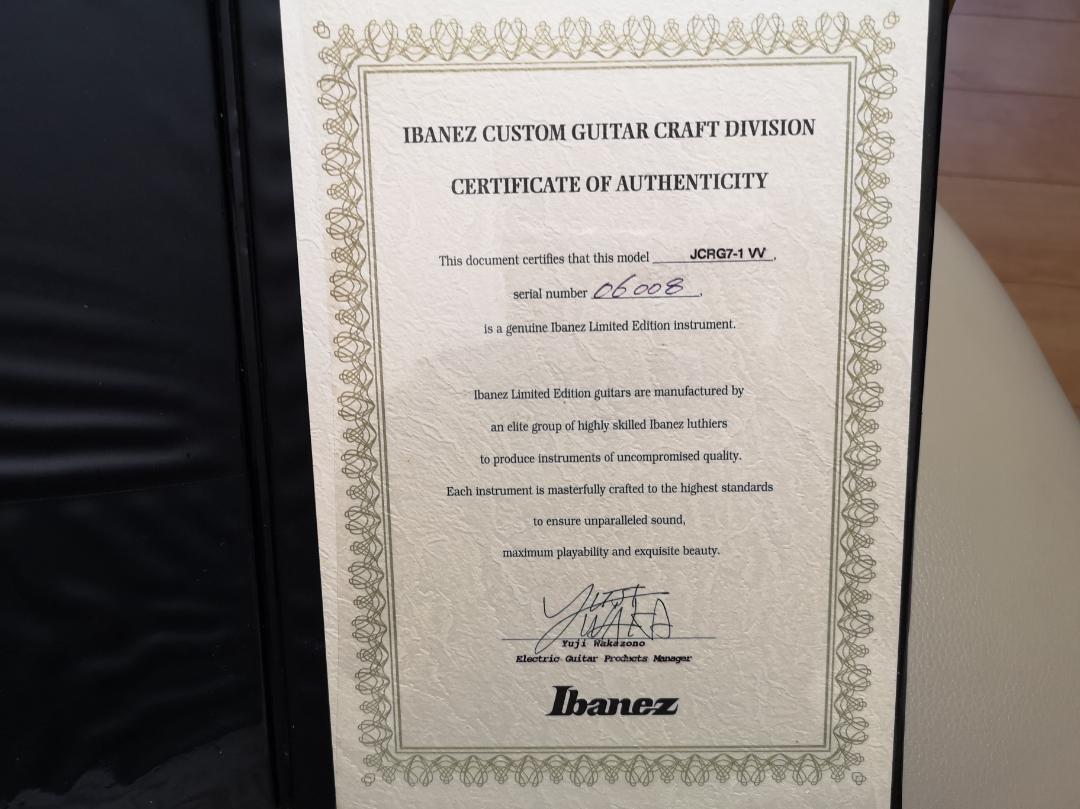 IBANEZ CUSTOM GUITAR CRAFT DIVISION
CERTIFICATE OF AUTHENTICITY
This document certifies that this model JCRG7-1 VV.
serial number 06008.
is a genuine Ibanez Limited Edition instrument.
Ibanez Limited Edition guitars are manufactured by
an elite group of highly skilled Ibanez luthiers
to produce instruments of uncompromised quality.
Each instrument is masterfully crafted to the highest standards
to ensure unparalleled sound,
maximum playability and exquisite beauty.
YUJI
WAKA
Yuji Wakazono
Electric Guitar Products Manager
Ibanez